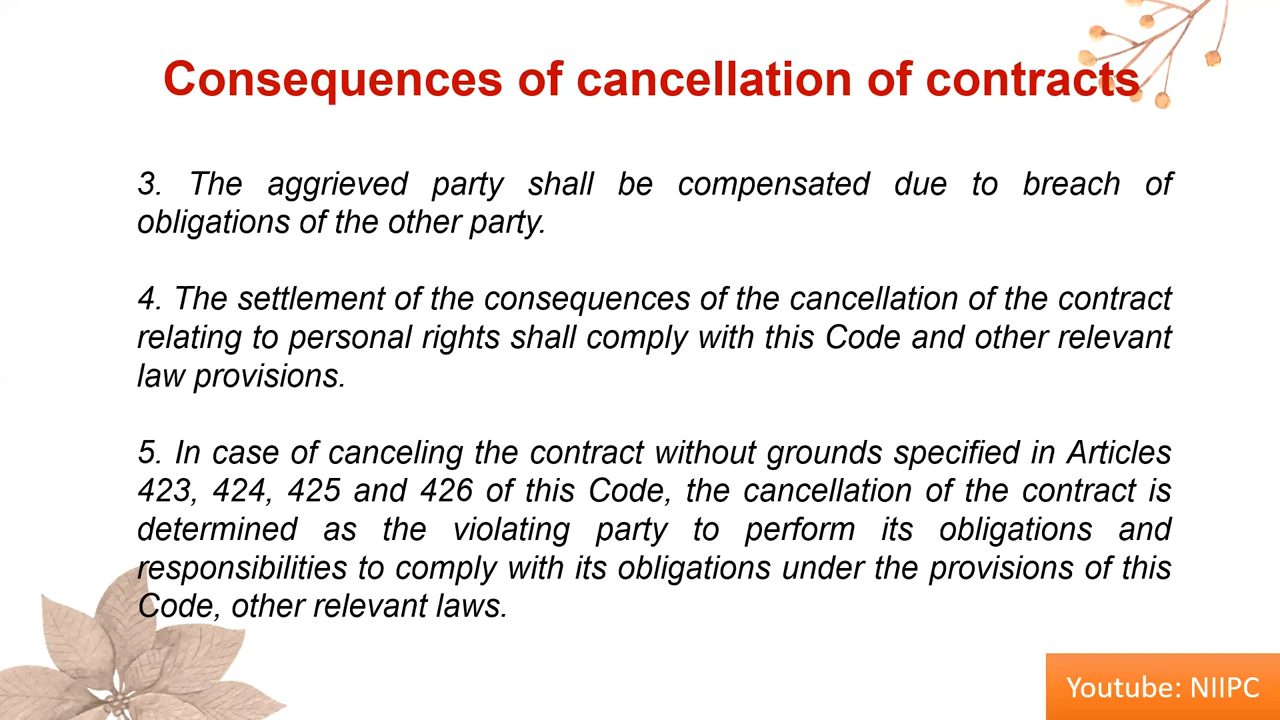 Consequences of cancellation of contracts
3. The aggrieved party shall be compensated due to breach of
obligations of the other party.
4. The settlement of the consequences of the cancellation of the contract
relating to personal rights shall comply with this Code and other relevant
law provisions.
5. In case of canceling the contract without grounds specified in Articles
423, 424, 425 and 426 of this Code, the cancellation of the contract is
determined as the violating party to perform its obligations and
responsibilities to comply with its obligations under the provisions of this
Code, other relevant laws.
Youtube: NIIPC